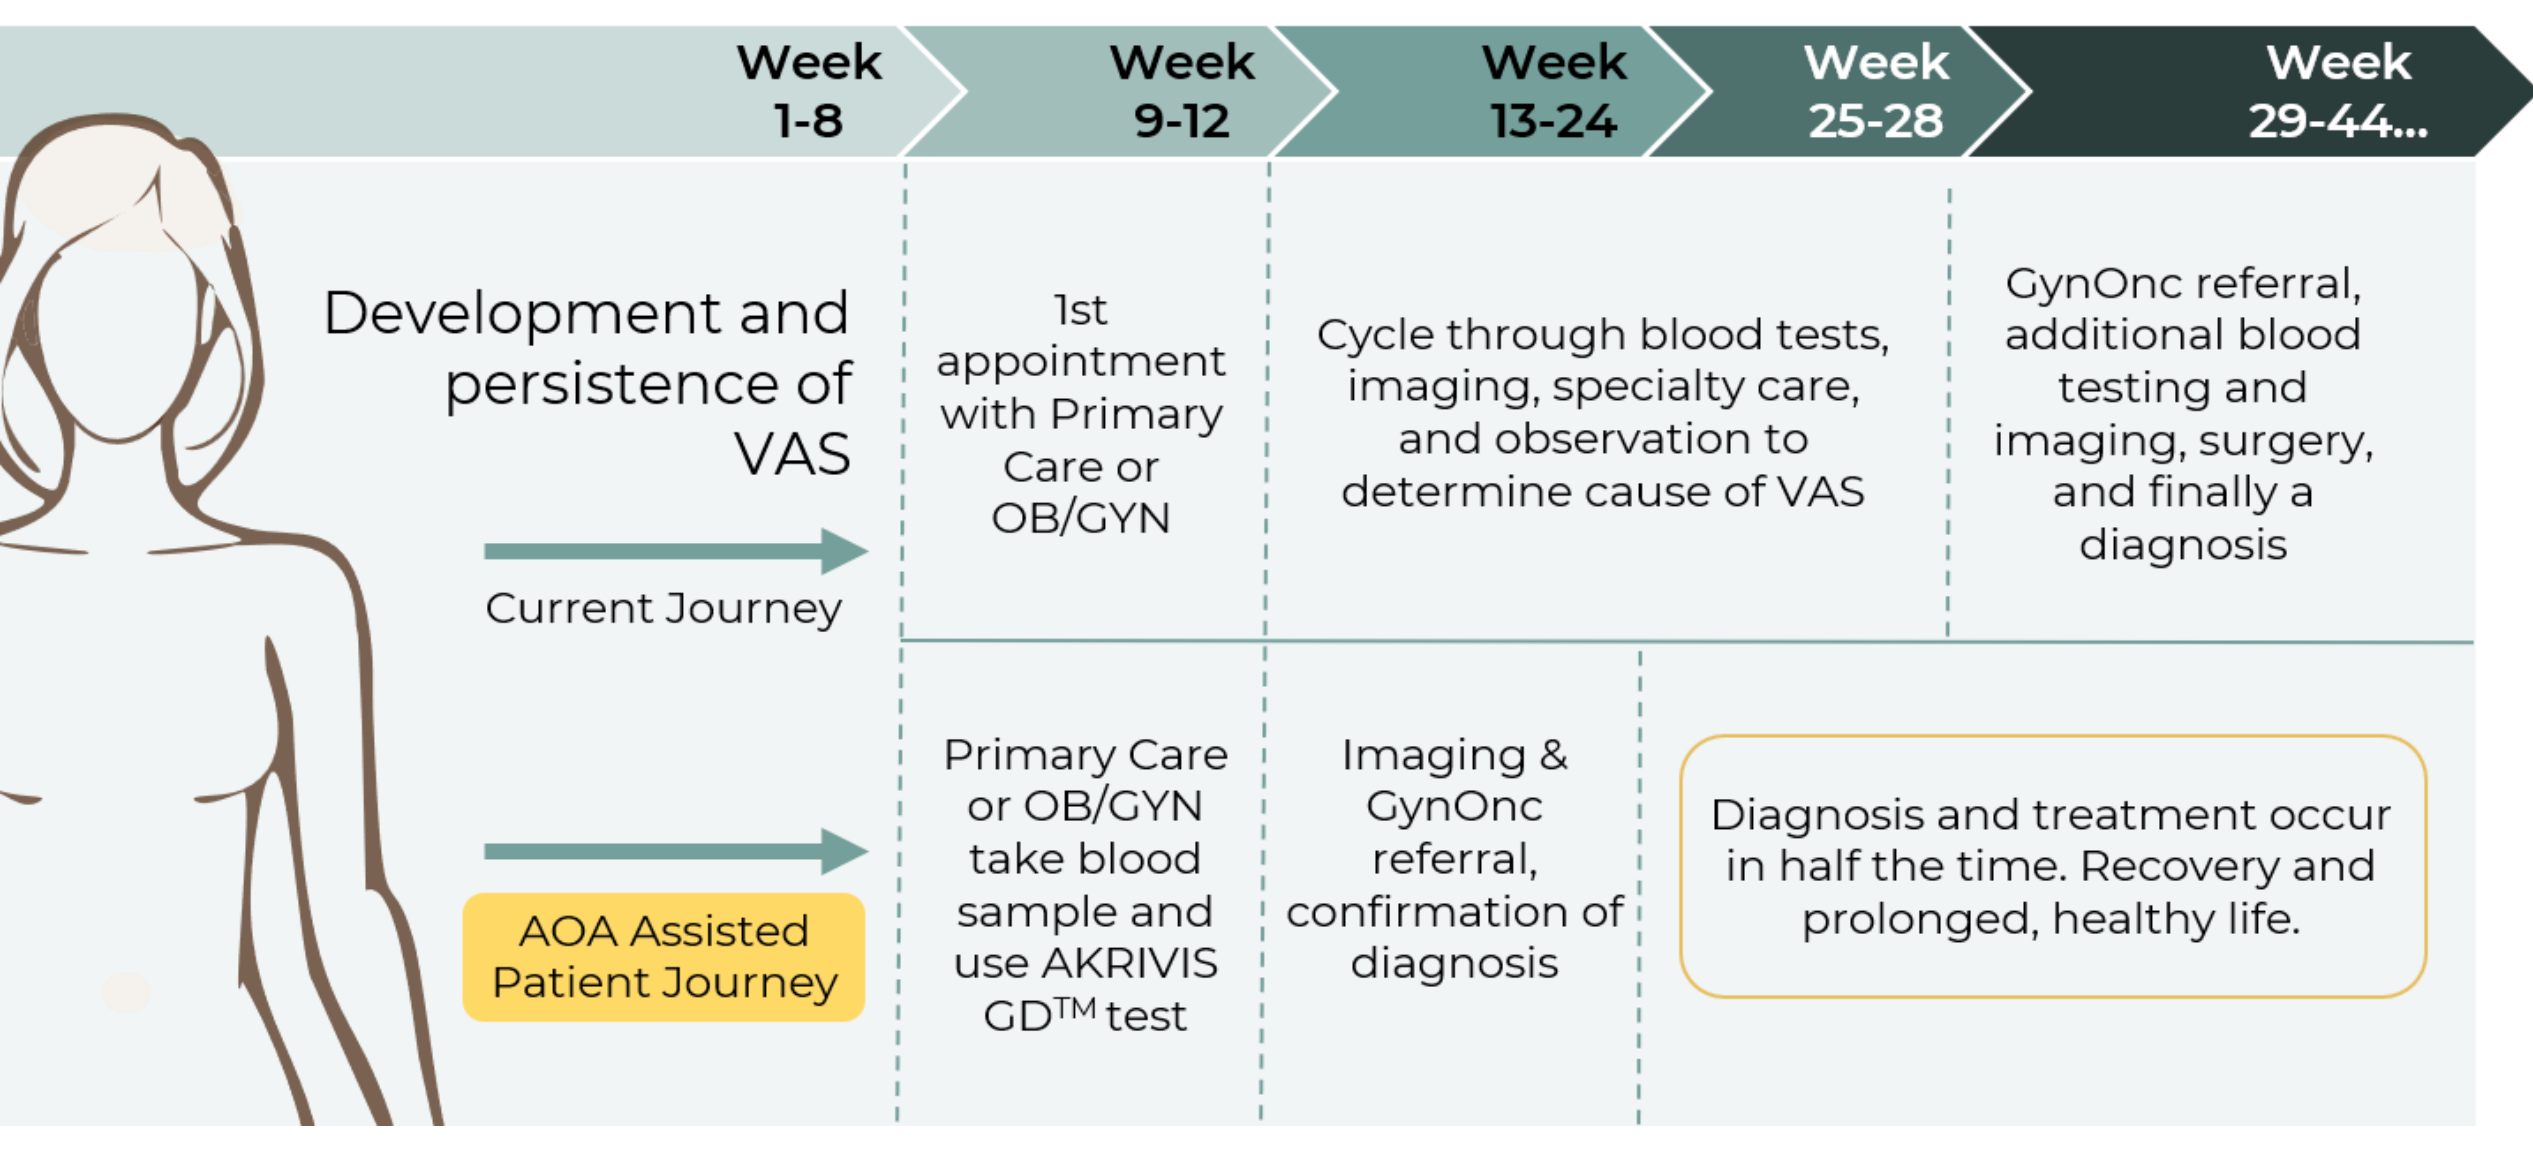 Week
1-8
Week
9-12
Week
13-24
Week
25-28
Week
29-44...
Development and
persistence of
VAS
Current Journey
1st
appointment
with Primary
Care or
OB/GYN
Cycle through blood tests,
imaging, specialty care,
and observation to
determine cause of VAS
GynOnc referral,
additional blood
testing and
imaging, surgery,
and finally a
diagnosis
AOA Assisted
Patient Journey
Primary Care
or OB/GYN
take blood
sample and
use AKRIVIS
GD™ test
Imaging &
GynOnc
referral,
confirmation of
diagnosis
Diagnosis and treatment occur
in half the time. Recovery and
prolonged, healthy life.